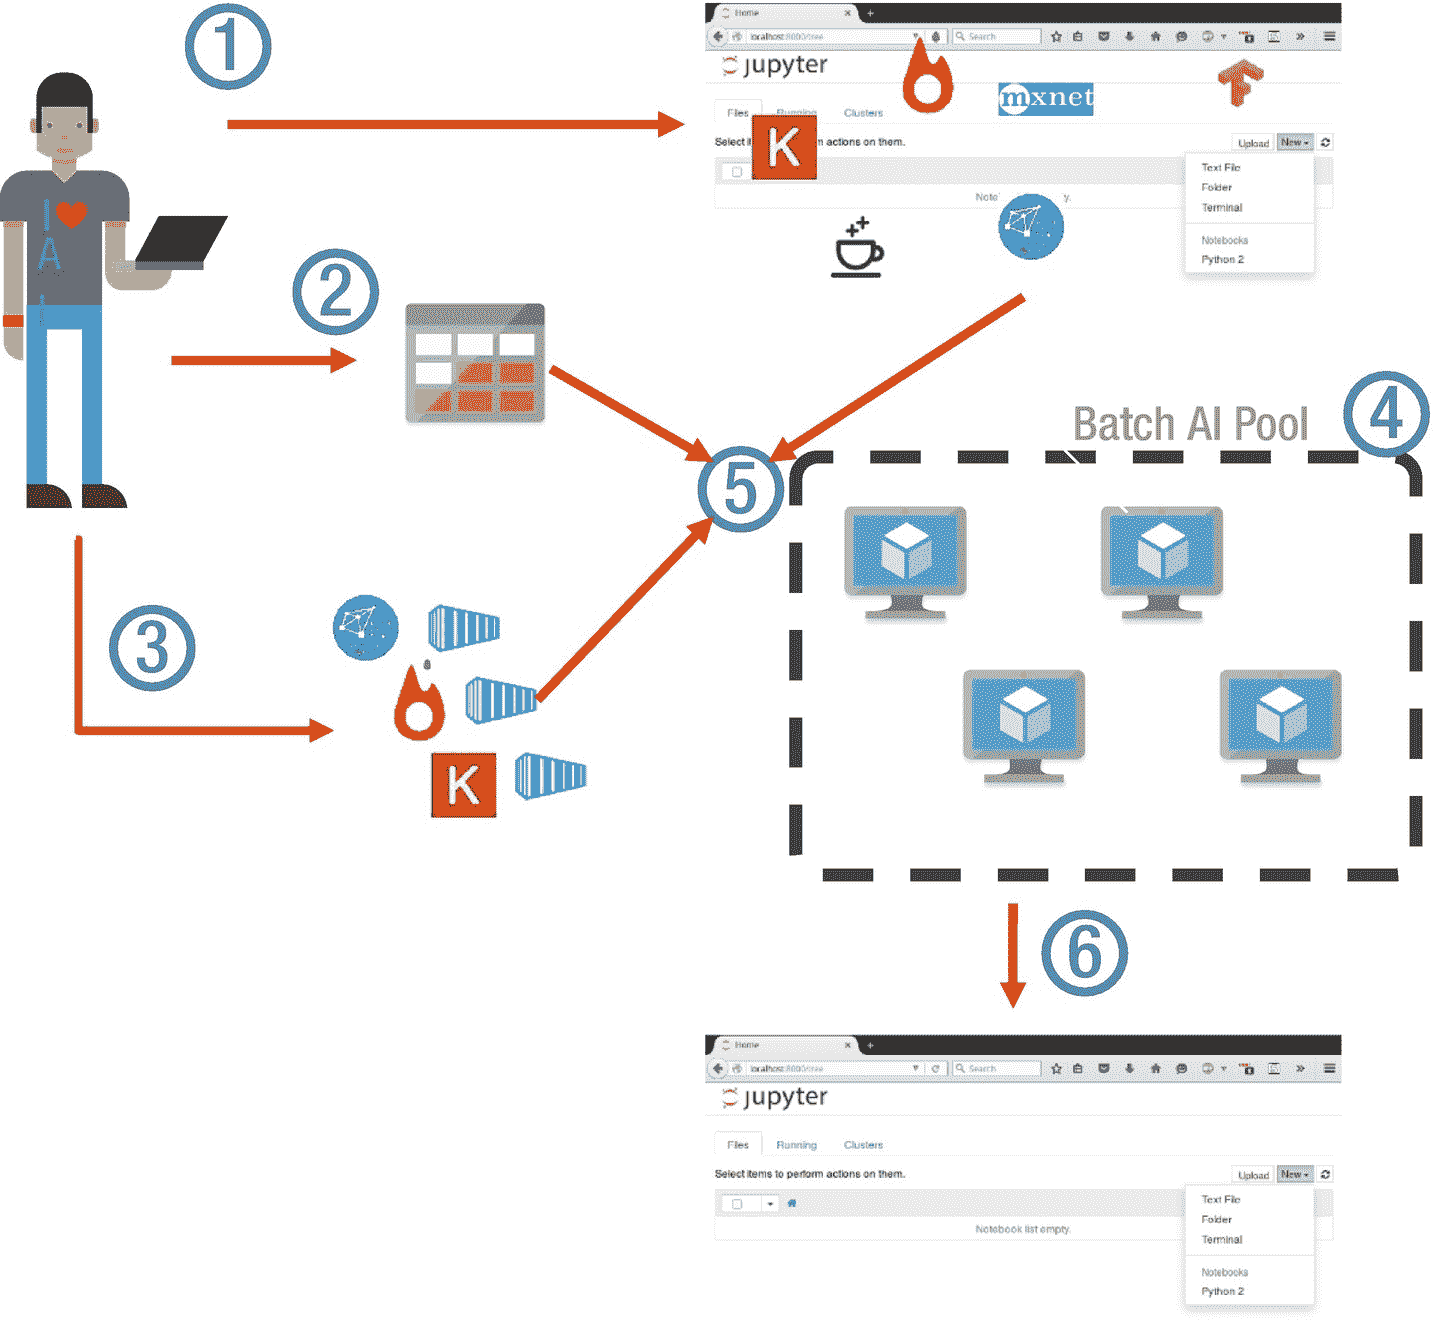 1
Home
localhost:8000/tree
Search
jupyter
mxnet
Files Running Clusters
Select i K n actions on them.
Upload New
Text File
Folder
Terminal
Notebooks
Python 2
Note y.
I
A
I
2
Batch AI Pool
4
5
3
K
6
Home
localhost:8000/tree
Search
jupyter
Files Running Clusters
Select items to perform actions on them.
Upload New
Text File
Folder
Terminal
Notebooks
Python 2
Notebook list empty.